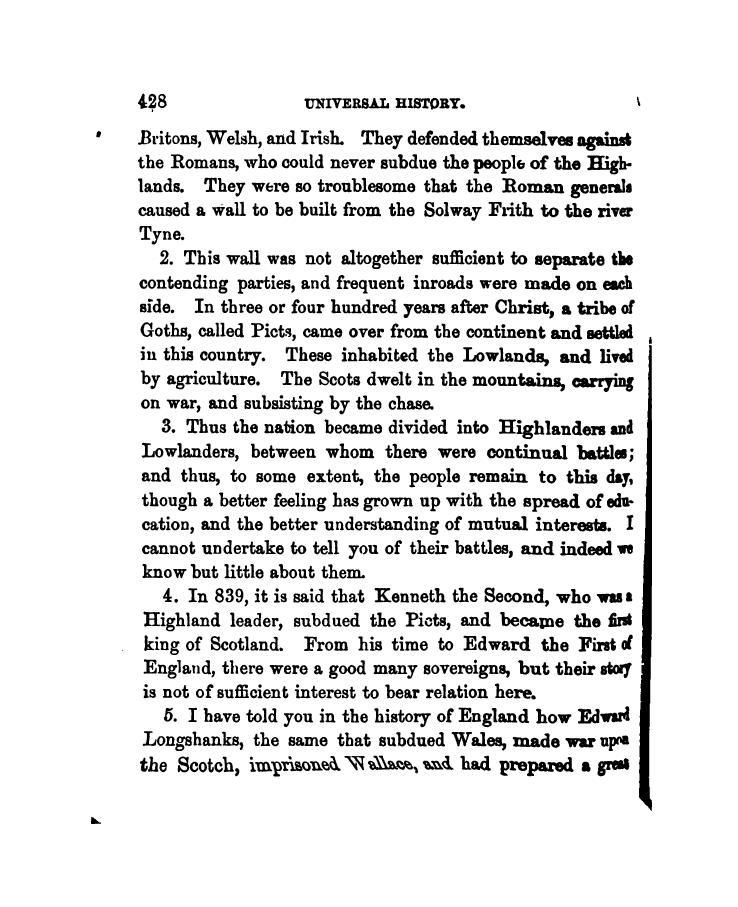 428 UNIVERSAL HISTORY.
Britons, Welsh, and Irish. They defended themselves against
the Romans, who could never subdue the people of the High-
lands. They were so troublesome that the Roman generals
caused a wall to be built from the Solway Frith to the river
Tyne.
2. This wall was not altogether sufficient to separate the
contending parties, and frequent inroads were made on each
side. In three or four hundred years after Christ, a tribe of
Goths, called Picts, came over from the continent and settled
in this country. These inhabited the Lowlands, and lived
by agriculture. The Scots dwelt in the mountains, carrying
on war, and subsisting by the chase.
3. Thus the nation became divided into Highlanders and
Lowlanders, between whom there were continual battles;
and thus, to some extent, the people remain to this day,
though a better feeling has grown up with the spread of edu-
cation, and the better understanding of mutual interests. I
cannot undertake to tell you of their battles, and indeed we
know but little about them.
4. In 839, it is said that Kenneth the Second, who was a
Highland leader, subdued the Picts, and became the first
king of Scotland. From his time to Edward the First of
England, there were a good many sovereigns, but their story
is not of sufficient interest to bear relation here.
5. I have told you in the history of England how Edward
Longshanks, the same that subdued Wales, made war upon
the Scotch, imprisoned Wallace, and had prepared a great